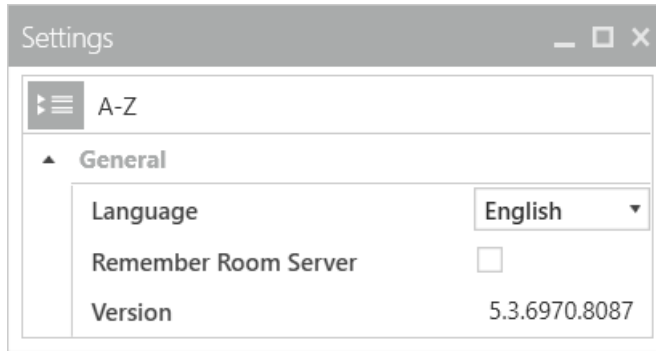 Settings
A-Z
General
Language English
Remember Room Server
Version 5.3.6970.8087